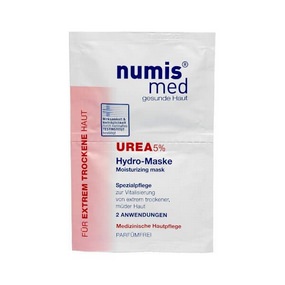 numis®
med
gesunde Haut
FÜR EXTREM TROCKENE HAUT
UREA 5%
Hydro-Maske
Moisturizing mask
Spezialpflege
zur Vitalisierung
von extrem trockener,
müder Haut
2 ANWENDUNGEN
Medizinische Hautpflege
PARFÜMFREI